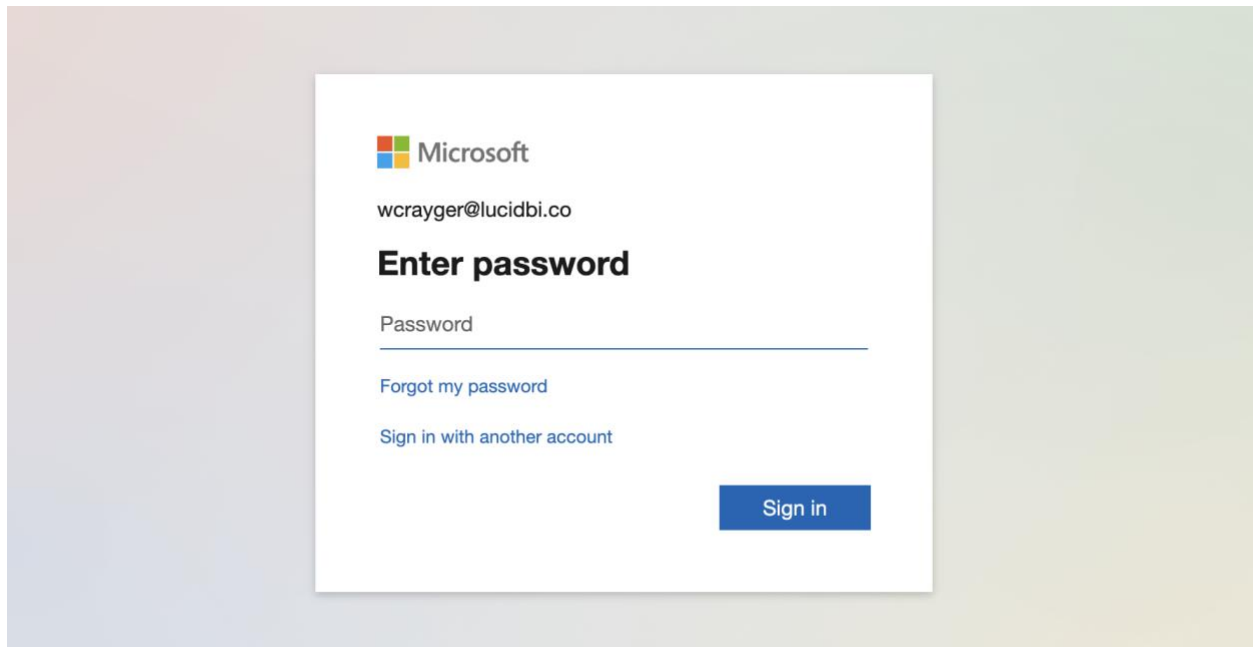 Microsoft
wcrayger@lucidbi.co
Enter password
Password
Forgot my password
Sign in with another account
Sign in